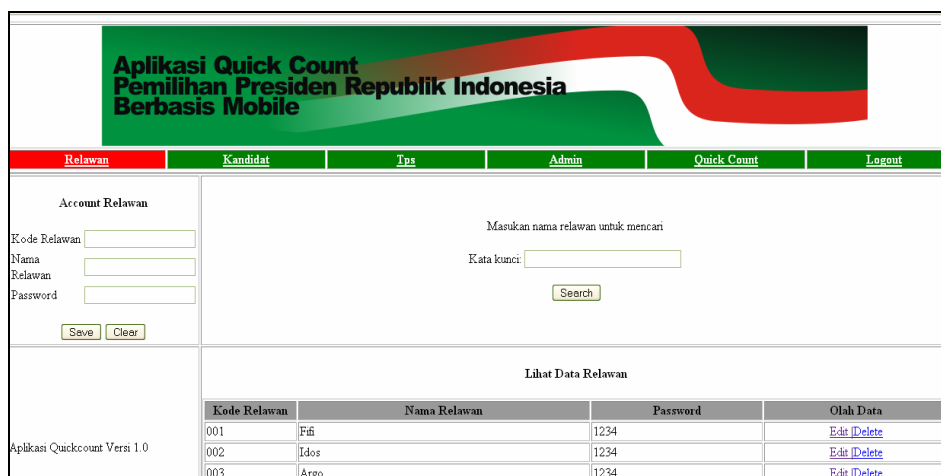 Aplikasi Quick Count
Pemilihan Presiden Republik Indonesia
Berbasis Mobile
Relawan Kandidat Tps Admin Quick Count Logout
Account Relawan
Kode Relawan
Nama
Relawan
Password
Save Clear
Masukan nama relawan untuk mencari
Kata kunci:
Search
Aplikasi Quickcount Versi 1.0
Lihat Data Relawan
Kode Relawan Nama Relawan Password Olah Data
001 Fifi 1234 Edit |Delete
002 Idos 1234 Edit |Delete
003 Argo 1234 Edit |Delete